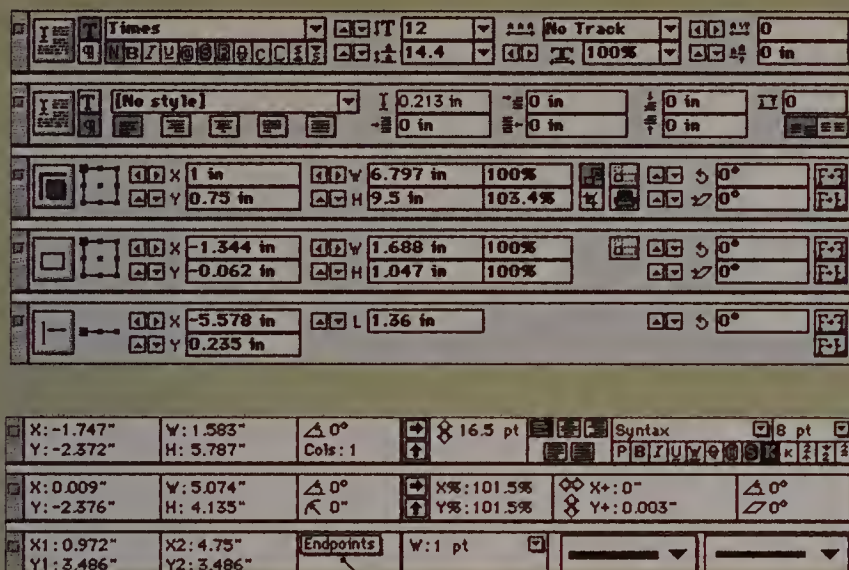 T Times T 12 No Track 0
¶ N B I U C C 14.4 T 100% 0 in
T [No style] 0.213 in 0 in 0 in 0
¶ 0 in 0 in 0 in
X 1 in W 6.797 in 100% 0°
Y 0.75 in H 9.5 in 103.4% 0°
X -1.344 in W 1.688 in 100% 0°
Y -0.062 in H 1.047 in 100% 0°
X -5.578 in L 1.36 in 0°
Y 0.235 in
X:-1.747" W:1.583" 0° 16.5 pt Syntax 8 pt
Y:-2.372" H:5.787" Cols:1 P B I U W O S K K 2 2 2
X:0.009" W:5.074" 0° X%:101.5% X+:0" 0°
Y:-2.376" H:4.135" 0" Y%:101.5% Y+:0.003" 0°
X1:0.972" X2:4.75" Endpoints W:1 pt
Y1:3.486" Y2:3.486"